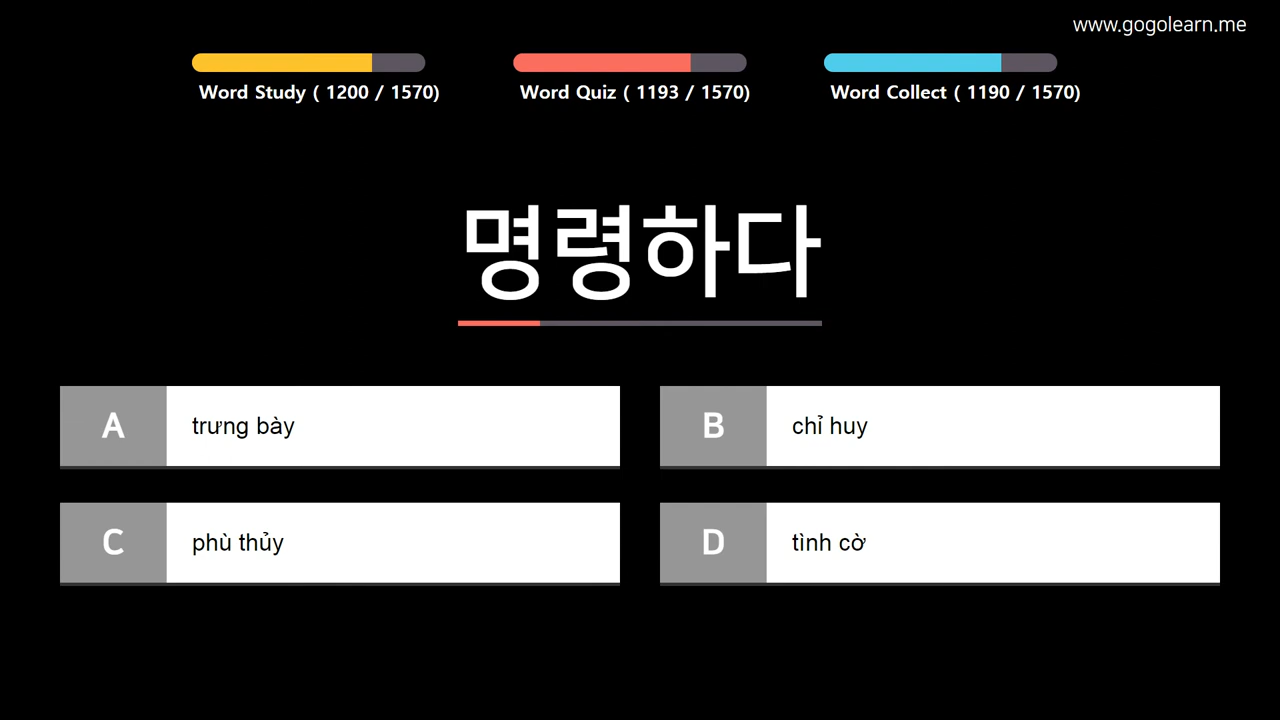 www.gogolearn.me
Word Study ( 1200 / 1570)
Word Quiz ( 1193 / 1570)
Word Collect ( 1190 / 1570)
명령하다
A trưng bày
B chỉ huy
C phù thủy
D tình cờ